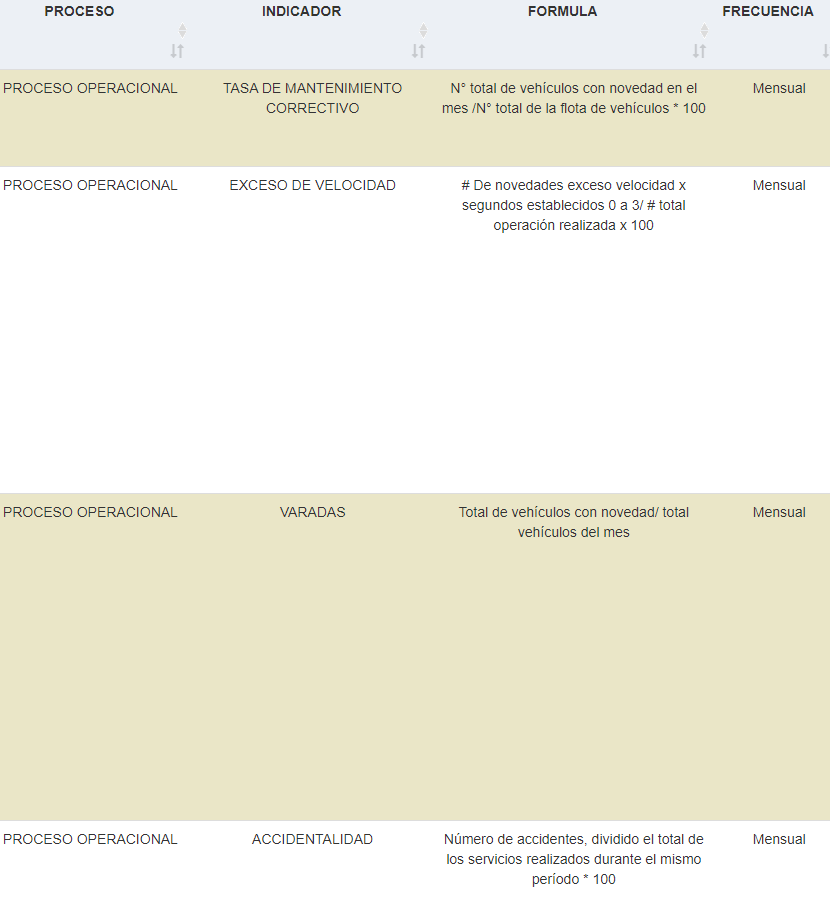 PROCESO INDICADOR FORMULA FRECUENCIA
PROCESO OPERACIONAL TASA DE MANTENIMIENTO N° total de vehículos con novedad en el Mensual
CORRECTIVO mes /N° total de la flota de vehículos * 100
PROCESO OPERACIONAL EXCESO DE VELOCIDAD # De novedades exceso velocidad x Mensual
segundos establecidos 0 a 3/ # total
operación realizada x 100
PROCESO OPERACIONAL VARADAS Total de vehículos con novedad/ total Mensual
vehículos del mes
PROCESO OPERACIONAL ACCIDENTALIDAD Número de accidentes, dividido el total de Mensual
los servicios realizados durante el mismo
período * 100